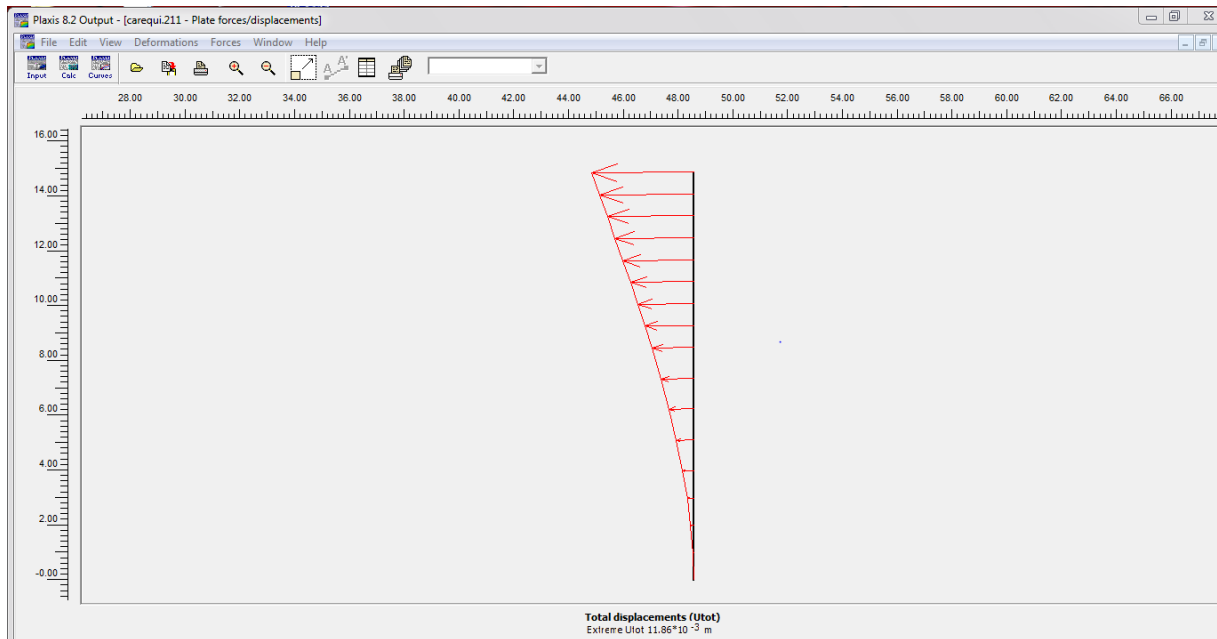 Plaxis 8.2 Output - [carequi.211 - Plate forces/displacements]
File Edit View Deformations Forces Window Help
Input Calc Curves
28.00 30.00 32.00 34.00 36.00 38.00 40.00 42.00 44.00 46.00 48.00 50.00 52.00 54.00 56.00 58.00 60.00 62.00 64.00 66.00
16.00
14.00
12.00
10.00
8.00
6.00
4.00
2.00
-0.00
Total displacements (Utot)
Extreme Utot 11.86*10 -3 m